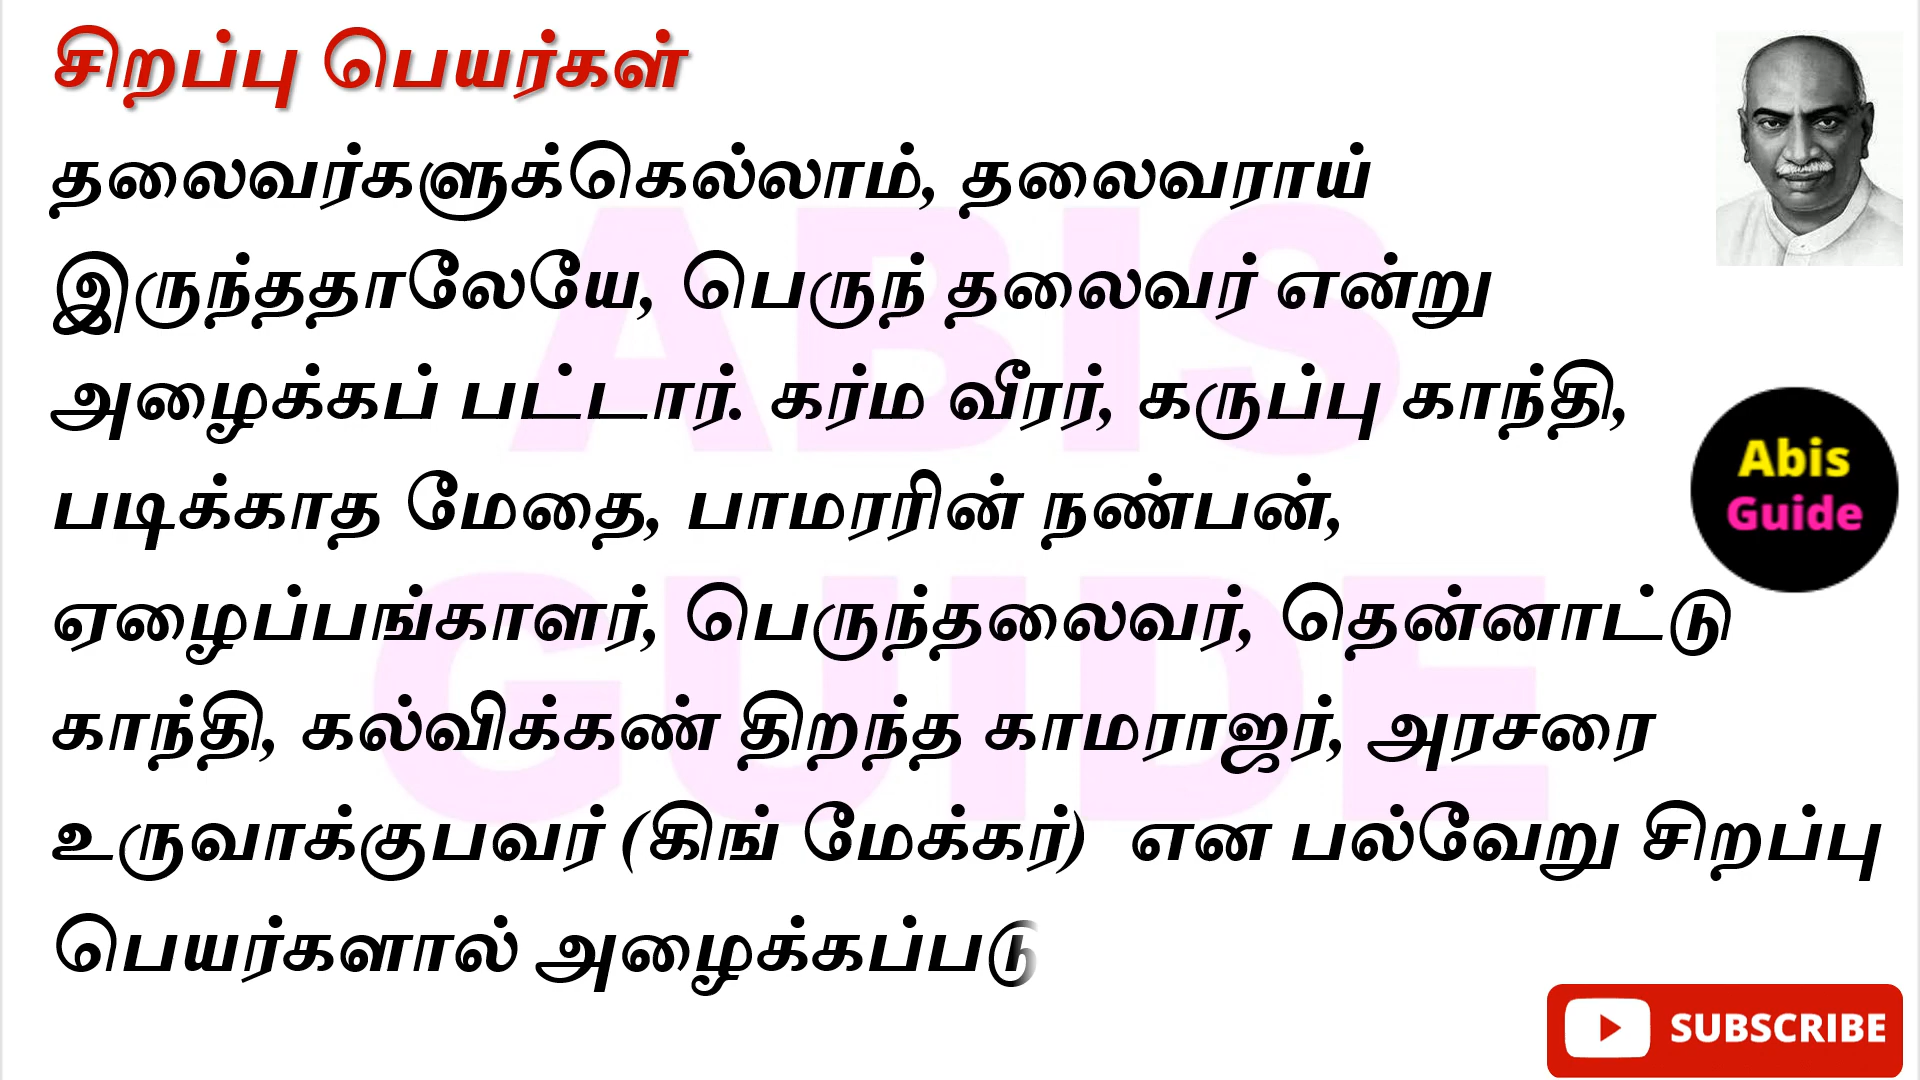 சிறப்பு பெயர்கள்
தலைவர்களுக்கெல்லாம், தலைவராய்
இருந்ததாலேயே, பெருந் தலைவர் என்று
அழைக்கப் பட்டார். கர்ம வீரர், கருப்பு காந்தி,
படிக்காத மேதை, பாமரரின் நண்பன்,
ஏழைப்பங்காளர், பெருந்தலைவர், தென்னாட்டு
காந்தி, கல்விக்கண் திறந்த காமராஜர், அரசரை
உருவாக்குபவர் (கிங் மேக்கர்) என பல்வேறு சிறப்பு
பெயர்களால் அழைக்கப்படு
ABIS
GUIDE
Abis
Guide
SUBSCRIBE